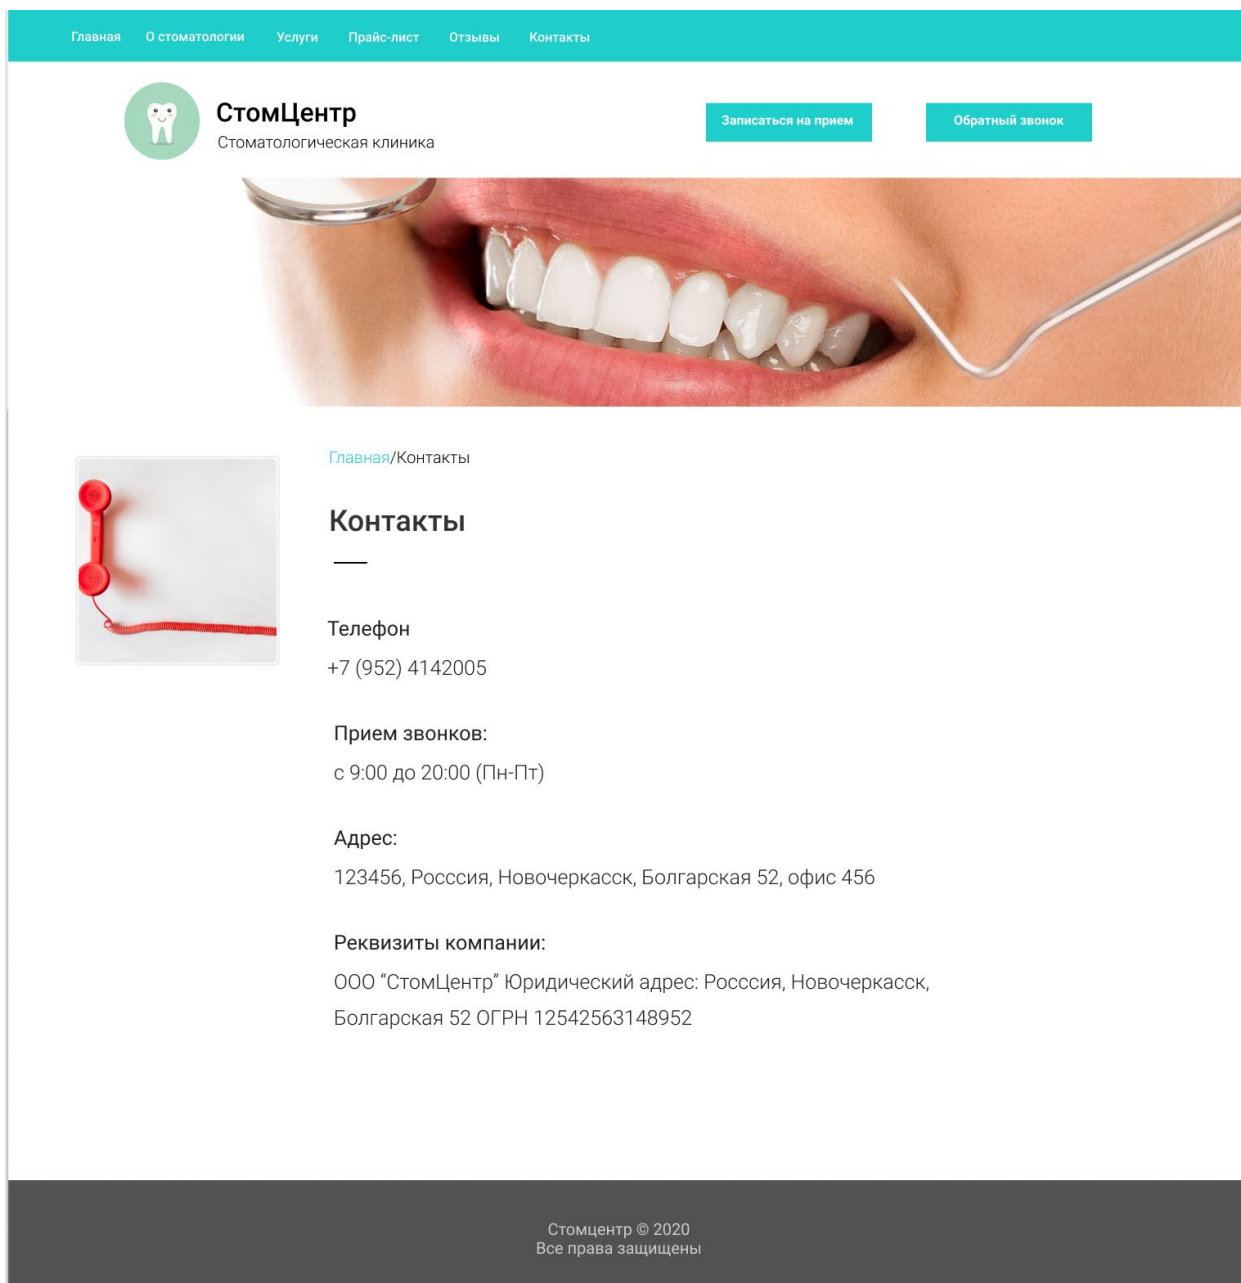 Главная О стоматологии Услуги Прайс-лист Отзывы Контакты
СтомЦентр
Стоматологическая клиника
Записаться на прием
Обратный звонок
Главная/Контакты
Контакты
Телефон
+7 (952) 4142005
Прием звонков:
с 9:00 до 20:00 (Пн-Пт)
Адрес:
123456, Росссия, Новочеркасск, Болгарская 52, офис 456
Реквизиты компании:
ООО “СтомЦентр” Юридический адрес: Росссия, Новочеркасск,
Болгарская 52 ОГРН 12542563148952
Стомцентр © 2020
Все права защищены